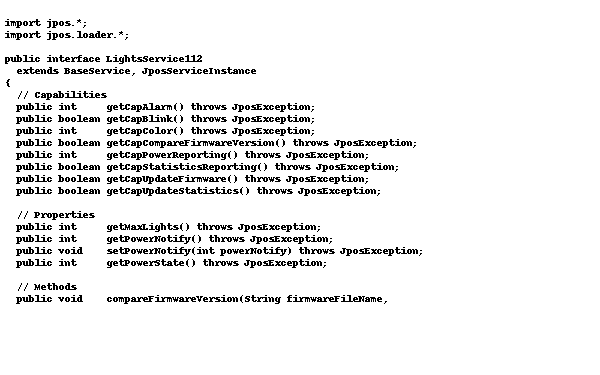 import jpos.*;
import jpos.loader.*;

public interface LightsService112
  extends BaseService, JposServiceInstance
{
  // Capabilities
  public int     getCapAlarm() throws JposException;
  public boolean getCapBlink() throws JposException;
  public int     getCapColor() throws JposException;
  public boolean getCapCompareFirmwareVersion() throws JposException;
  public int     getCapPowerReporting() throws JposException;
  public boolean getCapStatisticsReporting() throws JposException;
  public boolean getCapUpdateFirmware() throws JposException;
  public boolean getCapUpdateStatistics() throws JposException;

  // Properties
  public int     getMaxLights() throws JposException;
  public int     getPowerNotify() throws JposException;
  public void    setPowerNotify(int powerNotify) throws JposException;
  public int     getPowerState() throws JposException;

  // Methods
  public void    compareFirmwareVersion(String firmwareFileName,